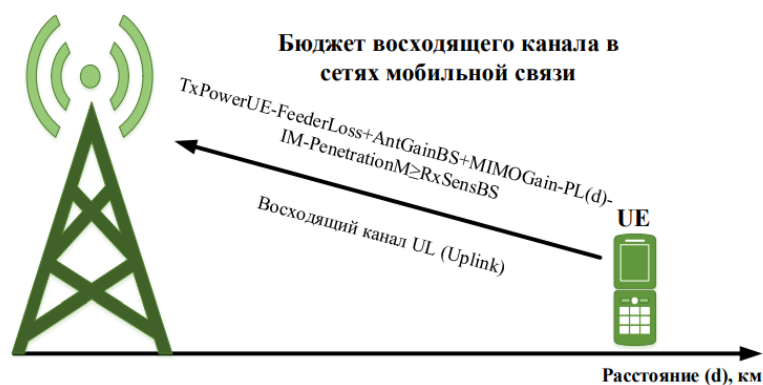 Бюджет восходящего канала в
сетях мобильной связи
TxPowerUE-FeederLoss+AntGainBS+MIMOGain-PL(d)-
IM-PenetrationM≥RxSensBS
Восходящий канал UL (Uplink)
UE
Расстояние (d), км